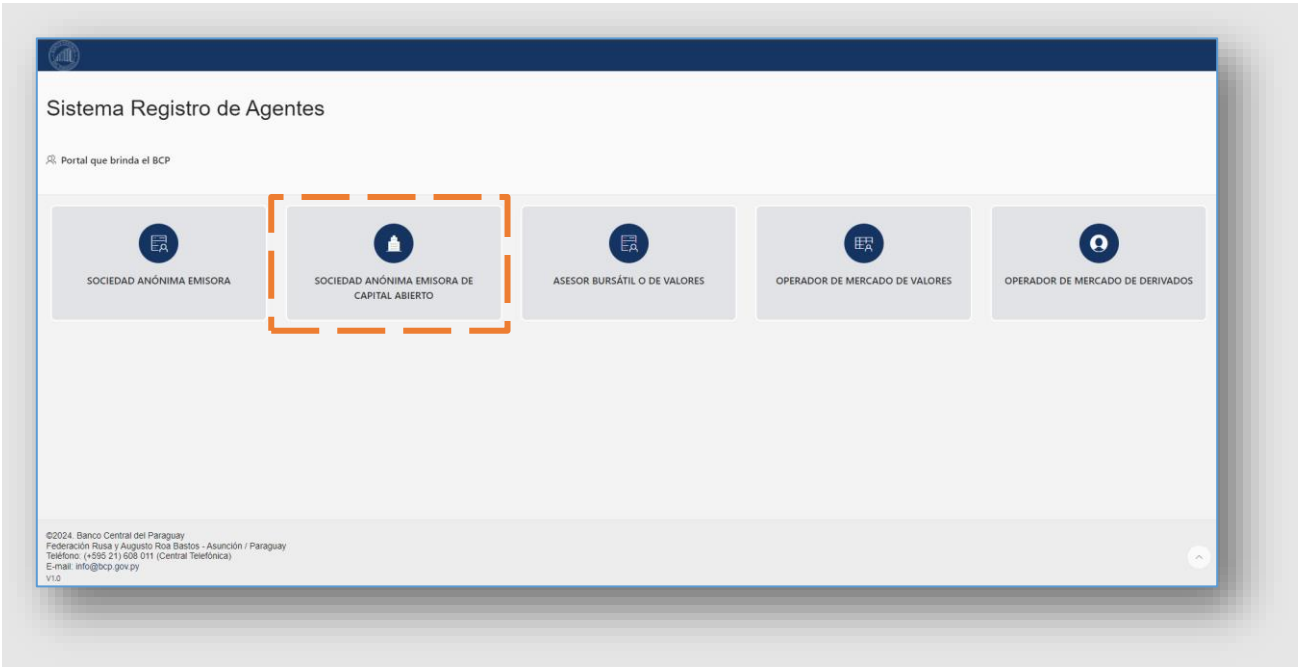 Sistema Registro de Agentes
Portal que brinda el BCP
SOCIEDAD ANÓNIMA EMISORA
SOCIEDAD ANÓNIMA EMISORA DE
CAPITAL ABIERTO
ASESOR BURSÁTIL O DE VALORES
OPERADOR DE MERCADO DE VALORES
OPERADOR DE MERCADO DE DERIVADOS
©2024. Banco Central del Paraguay
Federación Rusa y Augusto Roa Bastos - Asunción / Paraguay
Teléfono: (+595 21) 608 011 (Central Telefónica)
E-mail: info@bcp.gov.py
V1.0